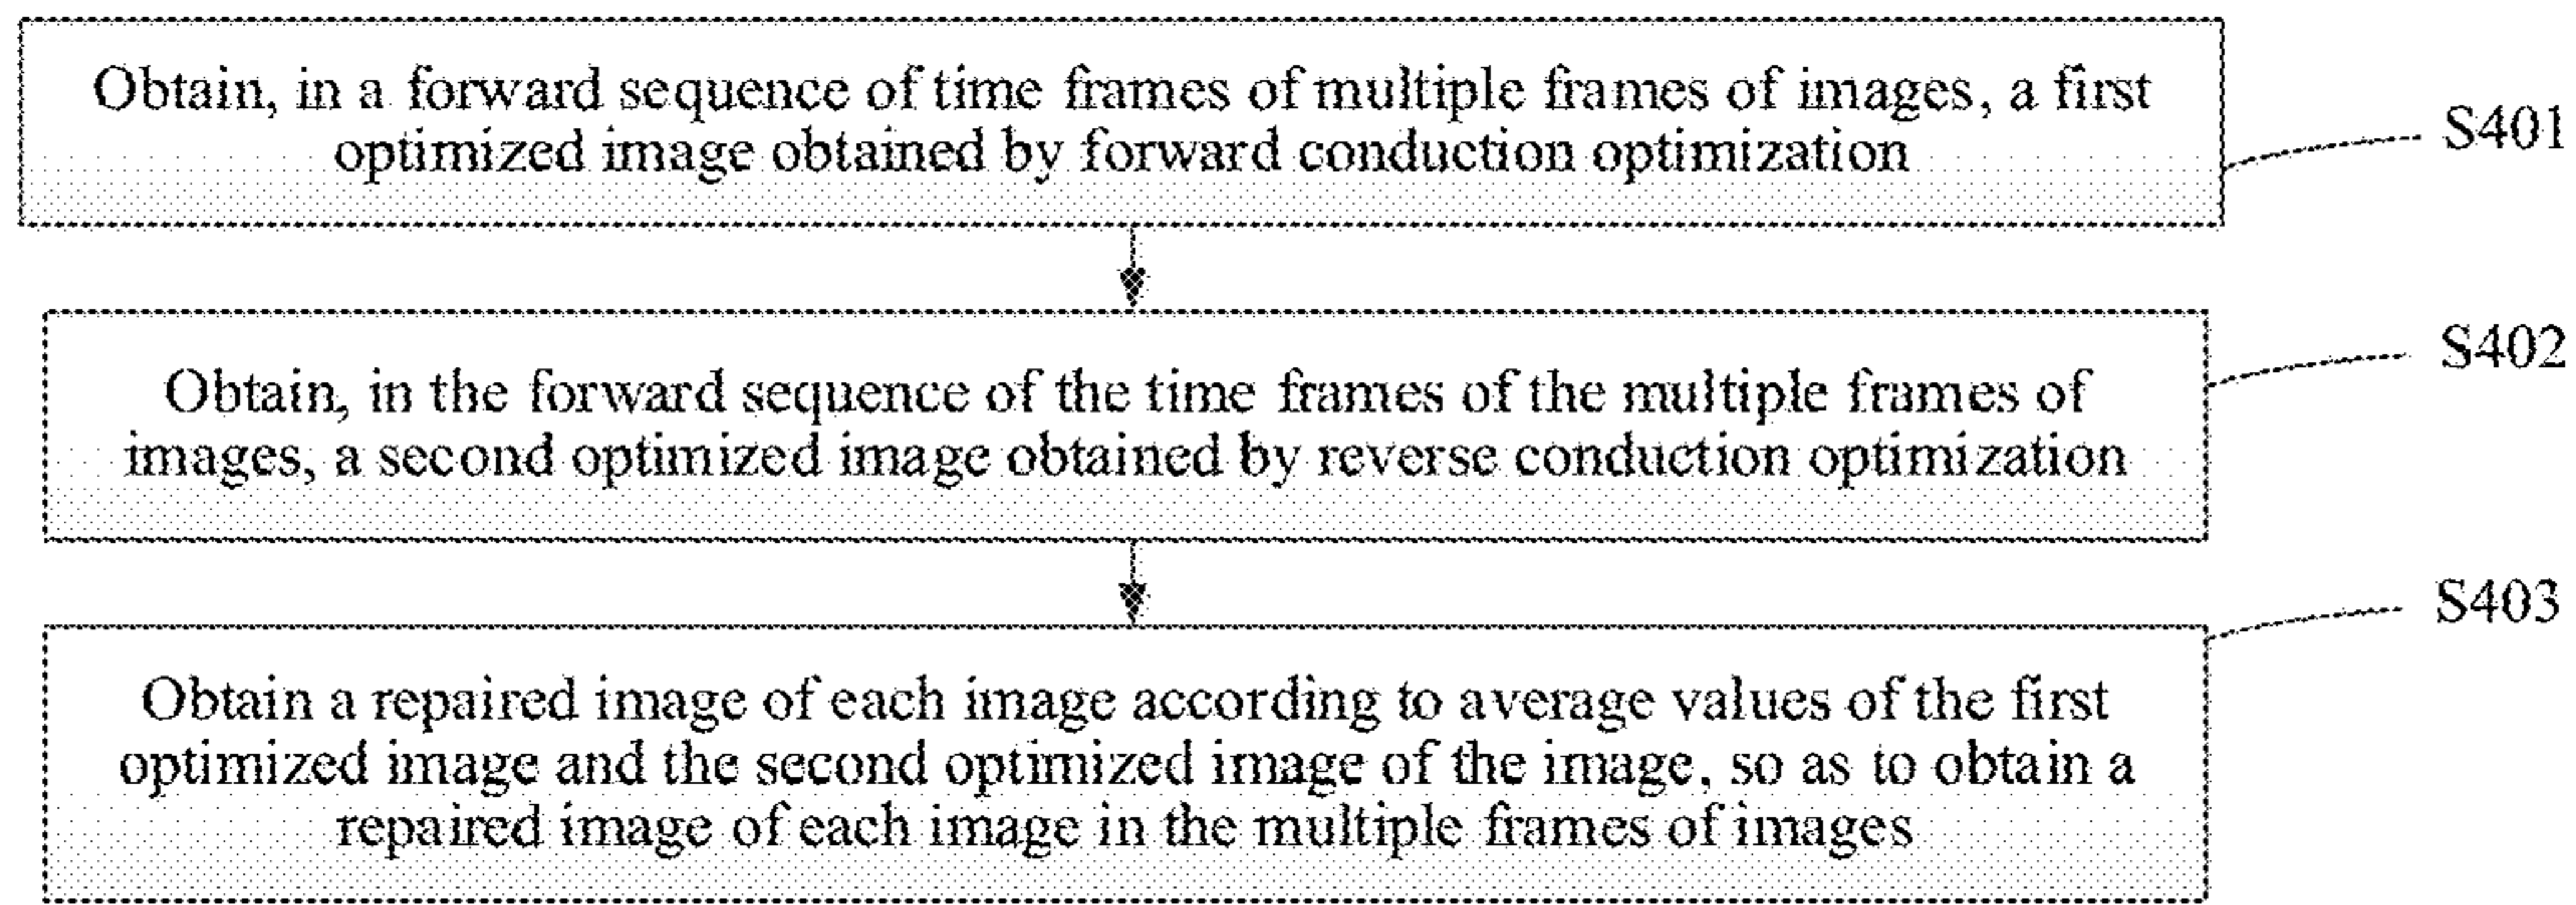 Obtain, in a forward sequence of time frames of multiple frames of images, a first
optimized image obtained by forward conduction optimization
S401
Obtain, in the forward sequence of the time frames of the multiple frames of
images, a second optimized image obtained by reverse conduction optimization
S402
Obtain a repaired image of each image according to average values of the first
optimized image and the second optimized image of the image, so as to obtain a
repaired image of each image in the multiple frames of images
S403